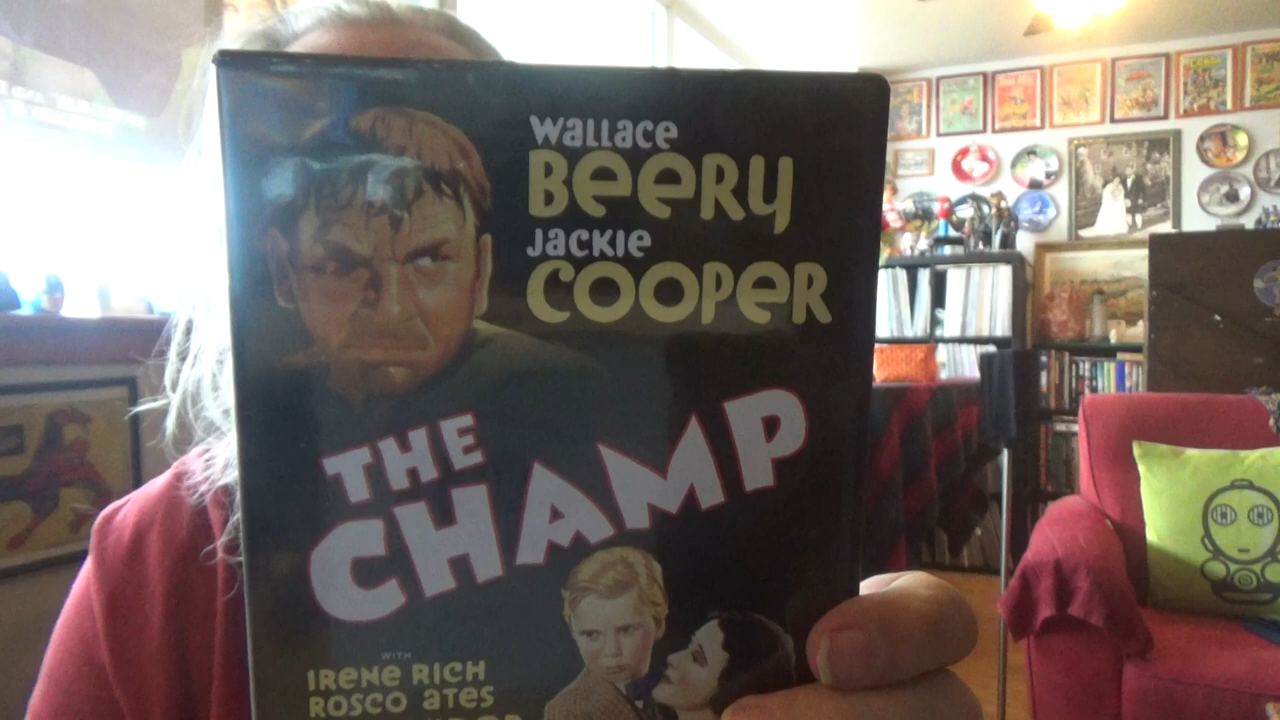 WALLACE
BEERY
JACKIE
COOPER
THE
CHAMP
WITH
IRENE RICH
ROSCO ATES